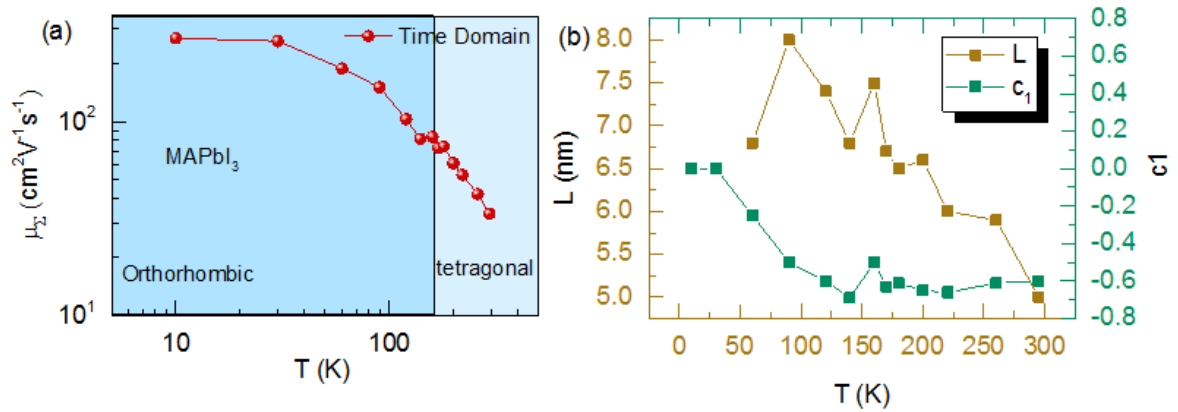 (a)
Time Domain
MAPbI3
Orthorhombic
tetragonal
10²
10¹
μΣ (cm²V⁻¹s⁻¹)
10
100
T (K)
(b)
L
c1
8.0
7.5
7.0
6.5
6.0
5.5
5.0
L (nm)
0.8
0.6
0.4
0.2
0.0
-0.2
-0.4
-0.6
-0.8
c1
0
50
100
150
200
250
300
T (K)